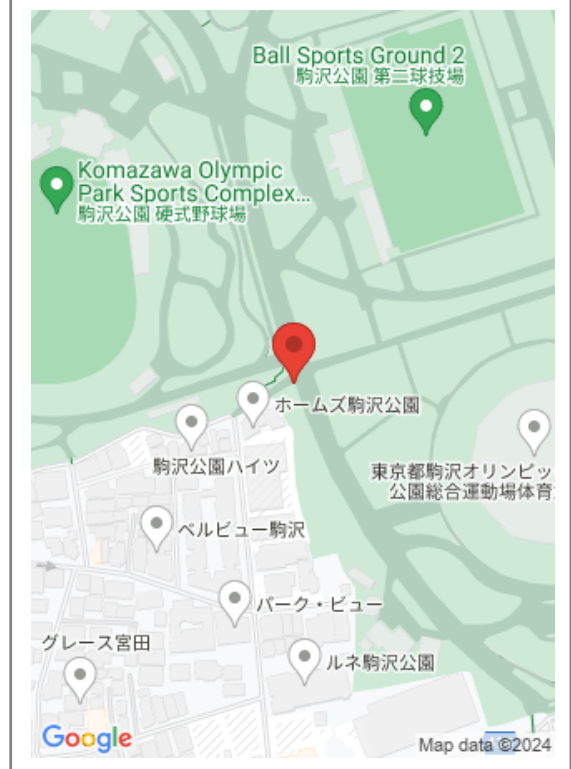 Ball Sports Ground 2
駒沢公園 第二球技場
Komazawa Olympic
Park Sports Complex...
駒沢公園 硬式野球場
ホームズ駒沢公園
駒沢公園ハイツ
東京都駒沢オリンピッ
公園総合運動場体育
ベルビュー駒沢
パーク・ビュー
グレース宮田
ルネ駒沢公園
Google
Map data ©2024